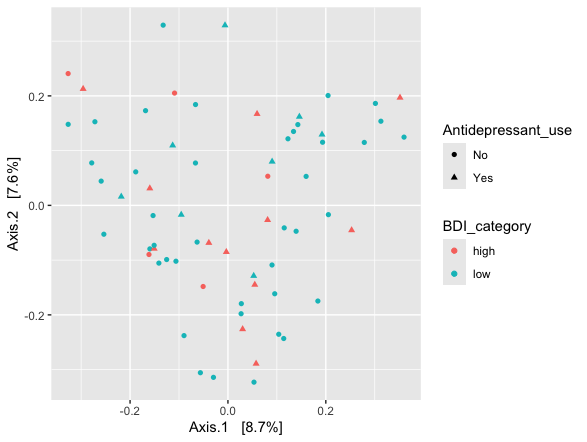 0.2
0.0
-0.2
Axis.2 [7.6%]
-0.2
0.0
0.2
Axis.1 [8.7%]
Antidepressant_use
No
Yes
BDI_category
high
low